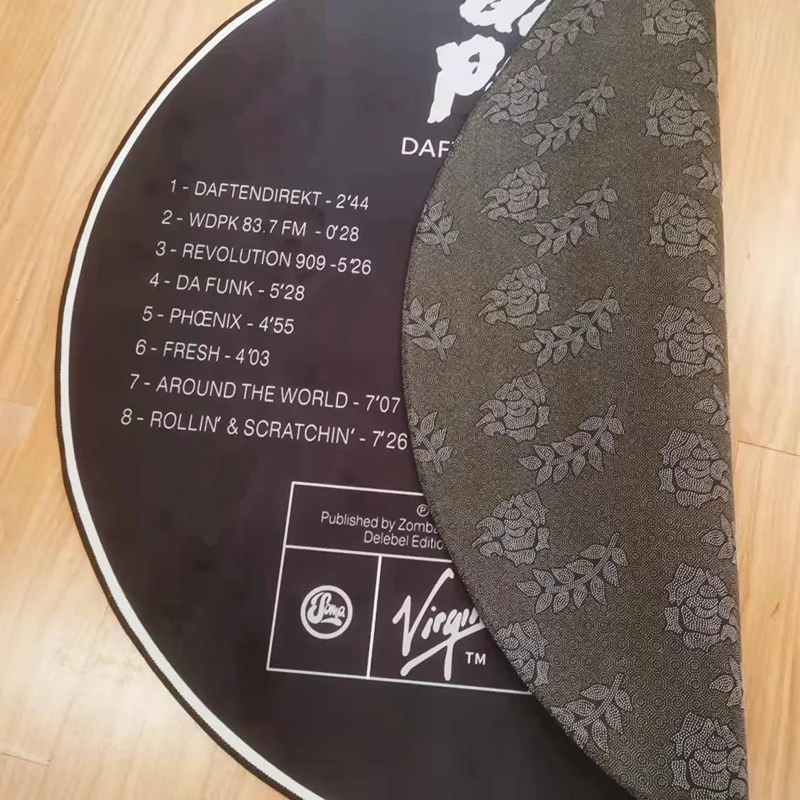 DAF
1 - DAFTENDIREKT - 2'44
2 - WDPK 83.7 FM - 0'28
3 - REVOLUTION 909 -5'26
4 - DA FUNK - 5'28
5 - PHŒNIX - 4'55
6 - FRESH - 4'03
7 - AROUND THE WORLD - 7'07
8 - ROLLIN' & SCRATCHIN' - 7'26
℗
Published by Zomba
Delebel Editio
Soma
Virgin
TM